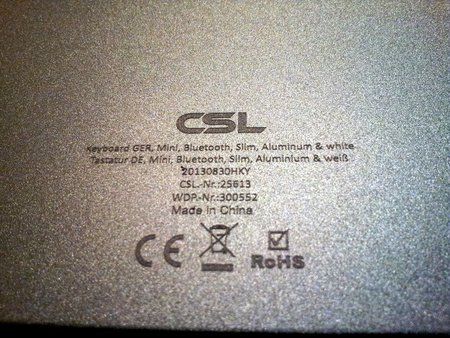 CSL
Keyboard GER, Mini, Bluetooth, Slim, Aluminum & white
Tastatur DE, Mini, Bluetooth, Slim, Aluminium & weiß
20130830HKY
CSL.-Nr.:25613
WDP.-Nr.:300552
Made in China
CE
RoHS